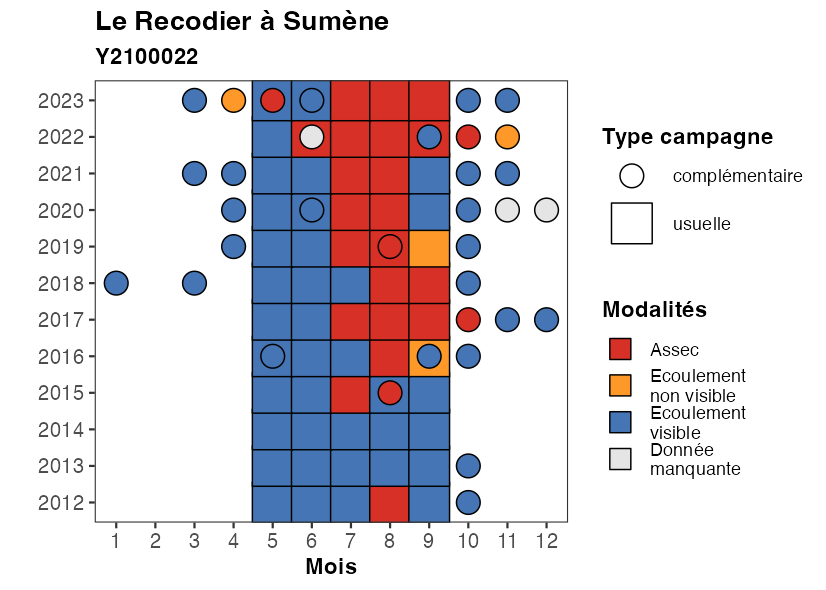 Le Recodier à Sumène
Y2100022
2023
2022
2021
2020
2019
2018
2017
2016
2015
2014
2013
2012
1 2 3 4 5 6 7 8 9 10 11 12
Mois
Type campagne
complémentaire
usuelle
Modalités
Assec
Ecoulement
non visible
Ecoulement
visible
Donnée
manquante